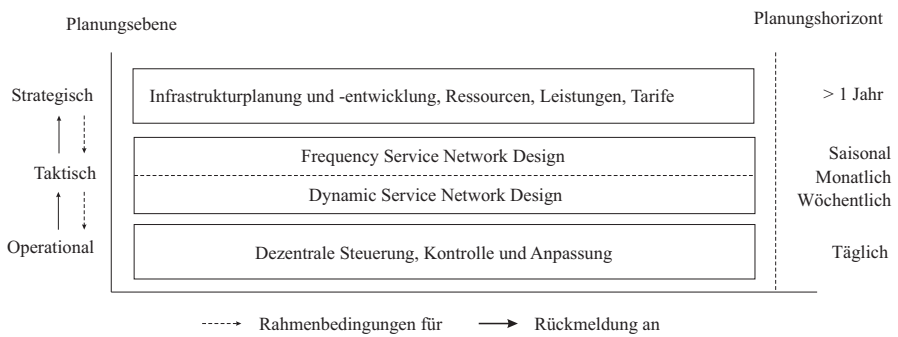 Planungsebene
Planungshorizont
Strategisch
Infrastrukturplanung und -entwicklung, Ressourcen, Leistungen, Tarife
> 1 Jahr
Taktisch
Frequency Service Network Design
Dynamic Service Network Design
Saisonal
Monatlich
Wöchentlich
Operational
Dezentrale Steuerung, Kontrolle und Anpassung
Täglich
Rahmenbedingungen für
Rückmeldung an